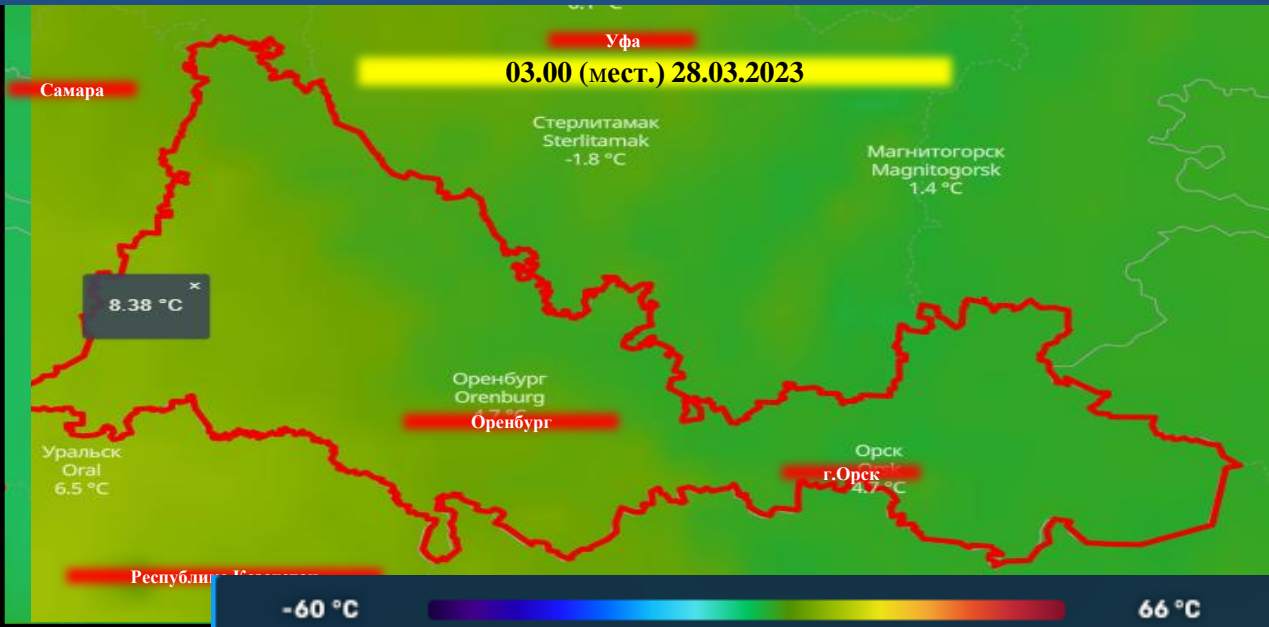 Уфа
03.00 (мест.) 28.03.2023
Самара
Стерлитамак
Sterlitamak
-1.8 °C
Магнитогорск
Magnitogorsk
1.4 °C
8.38 °C
×
Оренбург
Orenburg
Оренбург
Уральск
Oral
6.5 °C
Орск
г.Орск
4.7 °C
-60 °C
66 °C